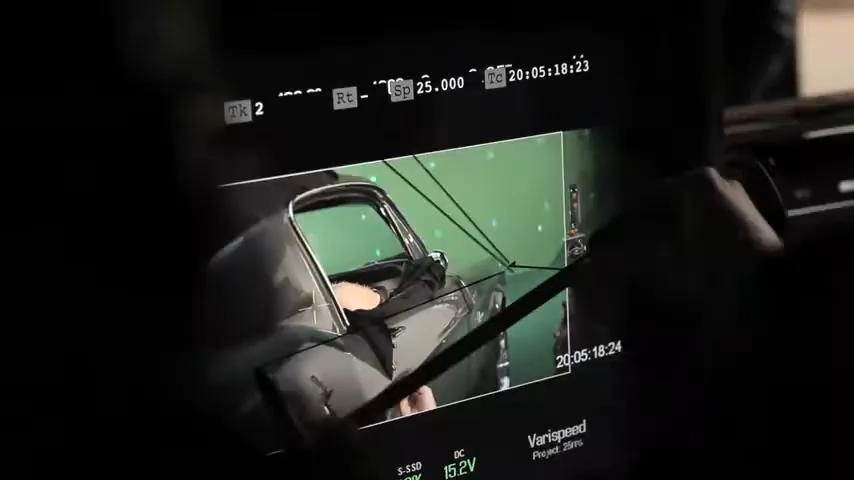 Tk 2 Rt Sp 25.000 Tc 20:05:18:23
20:05:18:24
Varispeed
Project: 25ms
S-SSD DC
15.2V